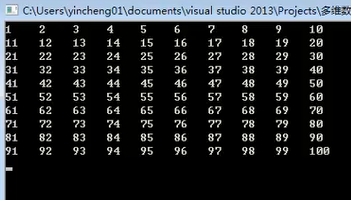 C:\Users\yincheng01\documents\visual studio 2013\Projects\多维数
1 2 3 4 5 6 7 8 9 10
11 12 13 14 15 16 17 18 19 20
21 22 23 24 25 26 27 28 29 30
31 32 33 34 35 36 37 38 39 40
41 42 43 44 45 46 47 48 49 50
51 52 53 54 55 56 57 58 59 60
61 62 63 64 65 66 67 68 69 70
71 72 73 74 75 76 77 78 79 80
81 82 83 84 85 86 87 88 89 90
91 92 93 94 95 96 97 98 99 100